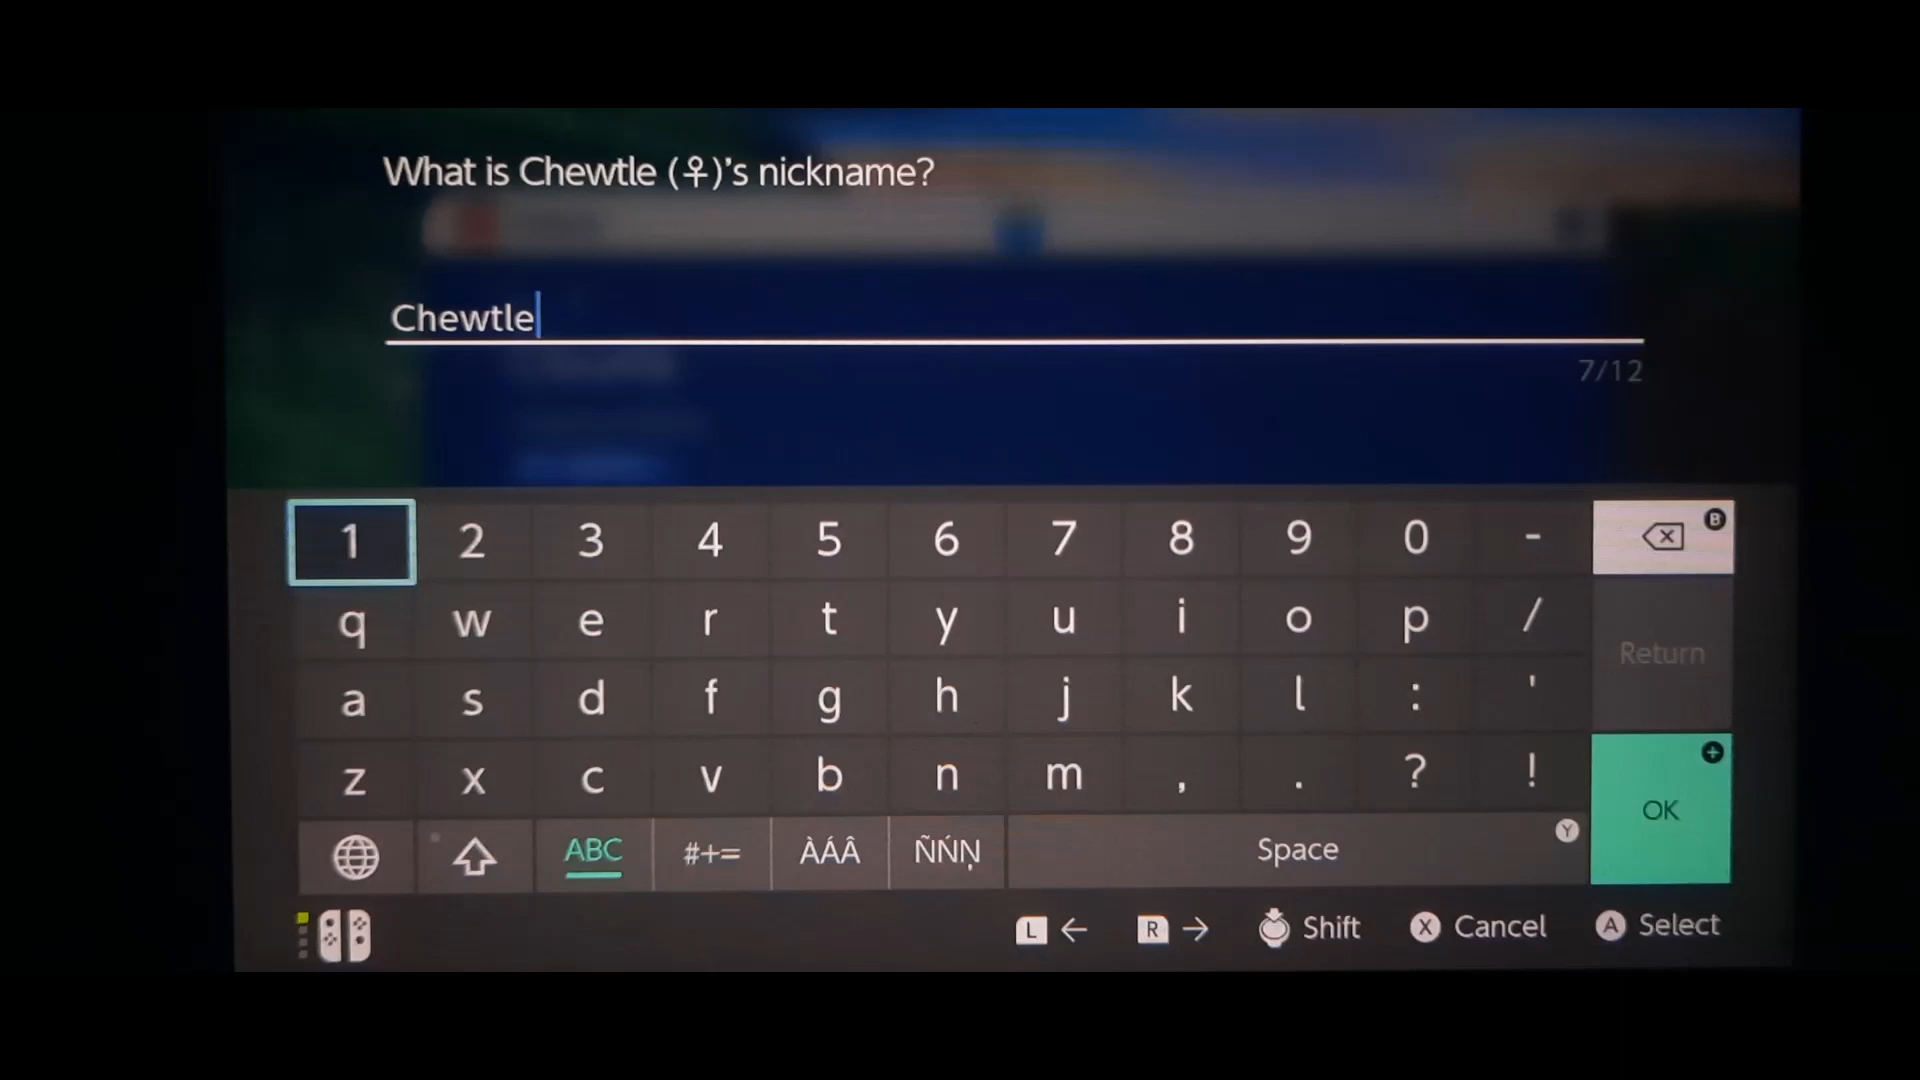 What is Chewtle (♀)'s nickname?
Chewtle
7/12
1 2 3 4 5 6 7 8 9 0 - B
q w e r t y u i o p / Return
a s d f g h j k l : '
z x c v b n m , . ? ! + OK
ABC #+= ÀÁÂ ÑŃŅ Space Y
L ← R → Shift X Cancel A Select